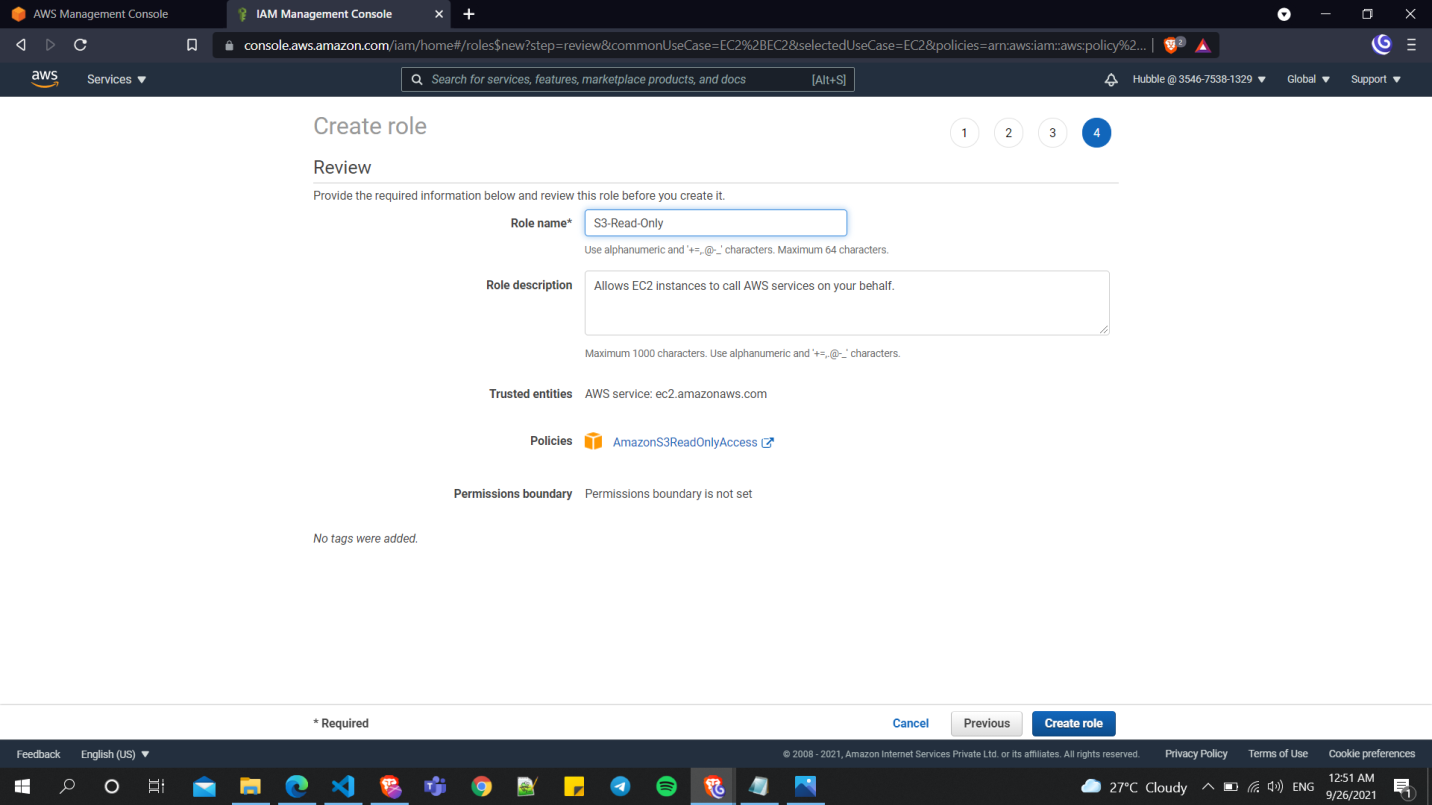 AWS Management Console
IAM Management Console
console.aws.amazon.com/iam/home#/roles$new?step=review&commonUseCase=EC2%2BEC2&selectedUseCase=EC2&policies=arn:aws:iam::aws:policy%2...
2
aws
Services
Search for services, features, marketplace products, and docs [Alt+S]
Hubble @ 3546-7538-1329
Global
Support
Create role
1 2 3 4
Review
Provide the required information below and review this role before you create it.
Role name* S3-Read-Only
Use alphanumeric and '+=,.@-_' characters. Maximum 64 characters.
Role description Allows EC2 instances to call AWS services on your behalf.
Maximum 1000 characters. Use alphanumeric and '+=,.@-_' characters.
Trusted entities AWS service: ec2.amazonaws.com
Policies AmazonS3ReadOnlyAccess
Permissions boundary Permissions boundary is not set
No tags were added.
* Required
Cancel
Previous
Create role
Feedback
English (US)
© 2008 - 2021, Amazon Internet Services Private Ltd. or its affiliates. All rights reserved.
Privacy Policy
Terms of Use
Cookie preferences
27°C Cloudy
ENG
12:51 AM
9/26/2021
1